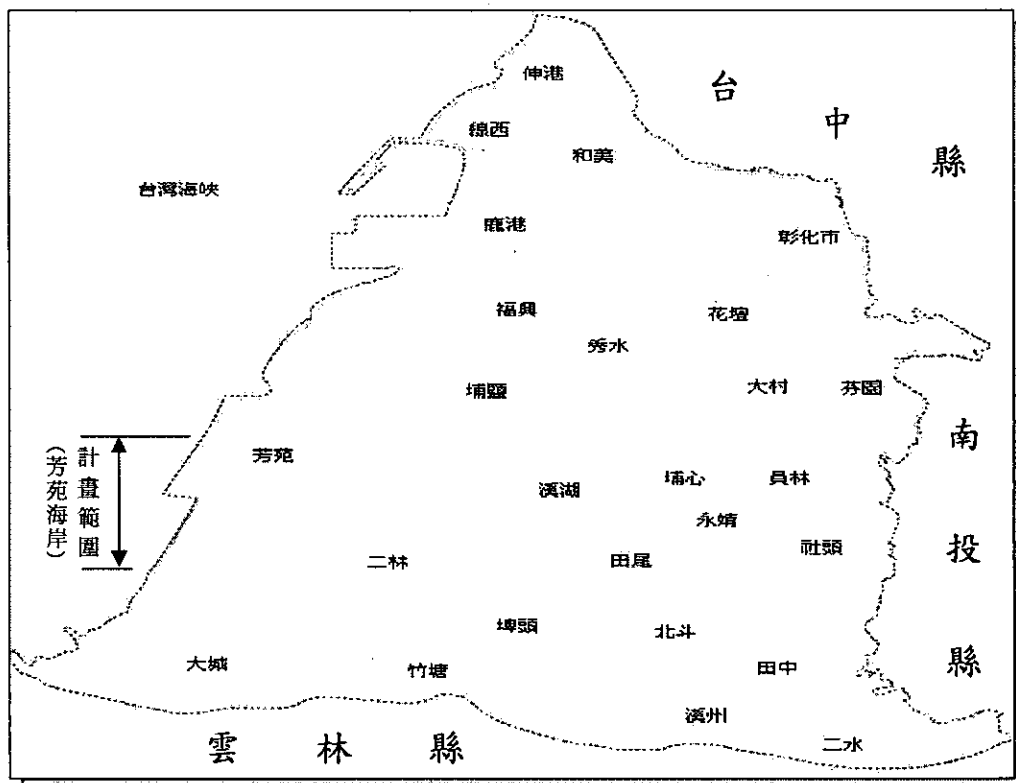 伸港
台中縣
線西
和美
台灣海峽
鹿港
彰化市
福興
花壇
秀水
埔鹽
大村
芬園
南投縣
計畫範圍
(芳苑海岸)
芳苑
溪湖
埔心
員林
永靖
社頭
二林
田尾
埤頭
北斗
大城
竹塘
田中
溪州
二水
雲林縣